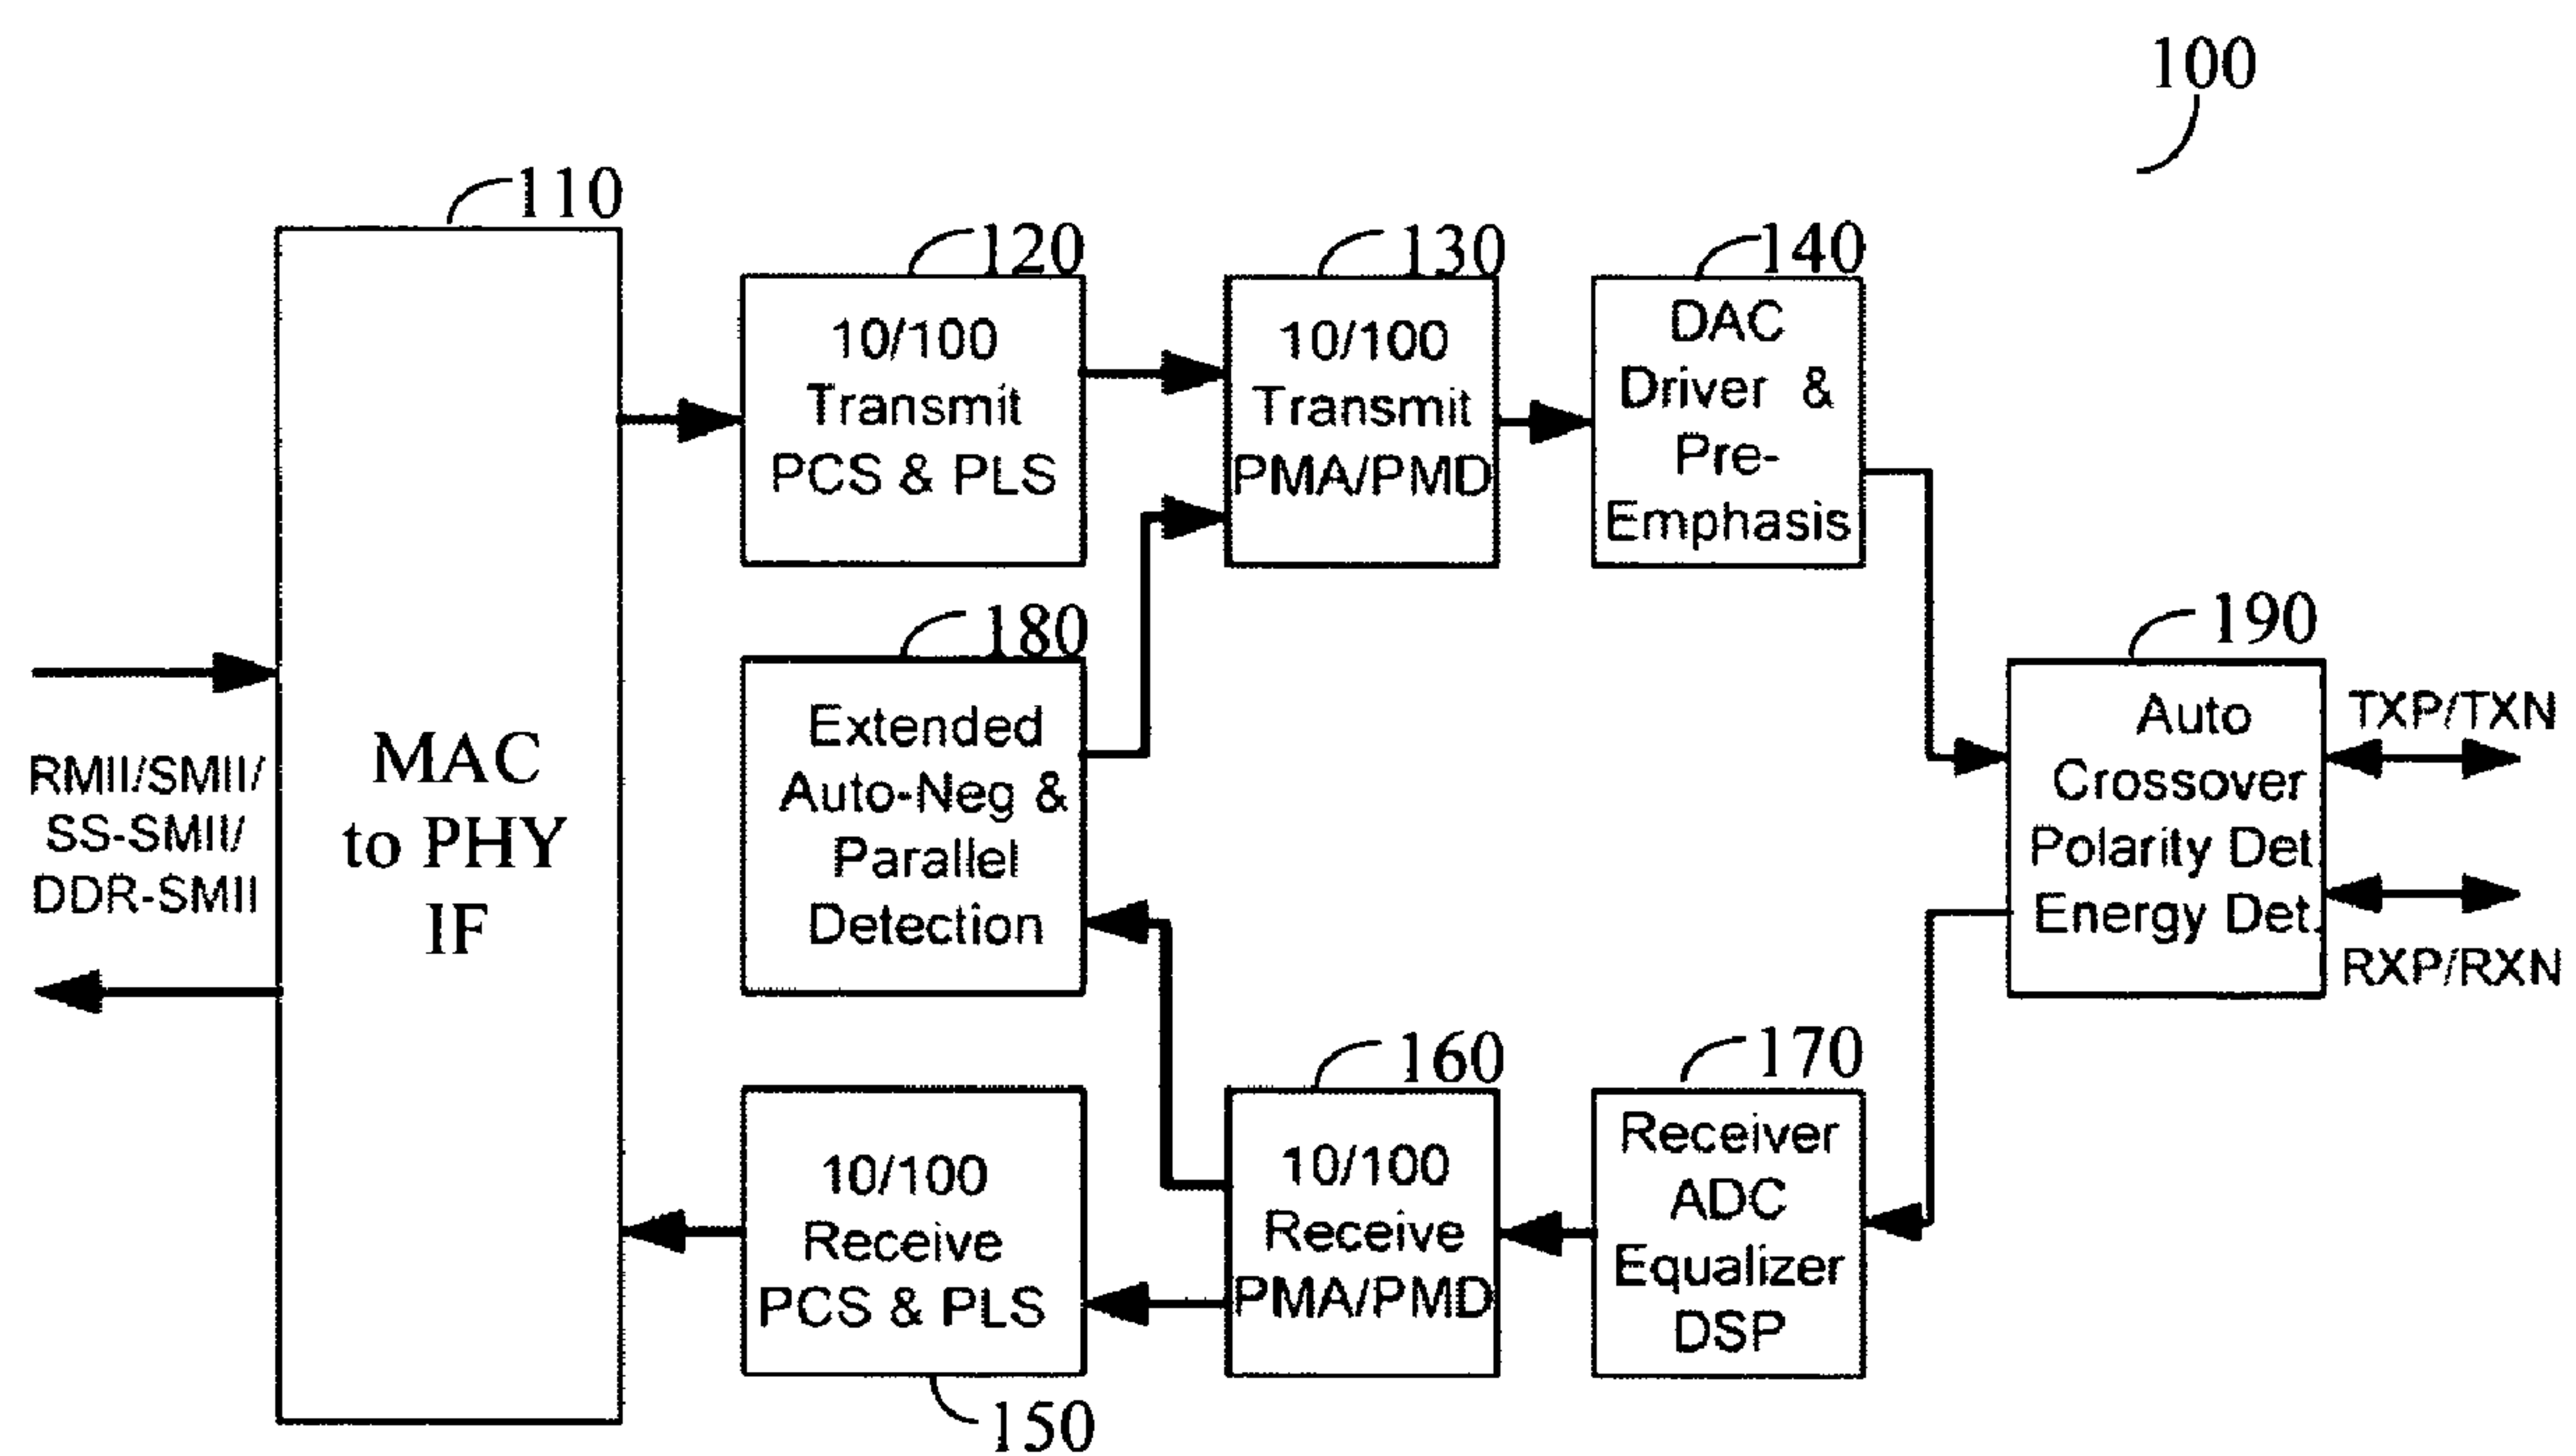 100
110
120
130
140
10/100
Transmit
PCS & PLS
10/100
Transmit
PMA/PMD
DAC
Driver &
Pre-
Emphasis
RMII/SMII/
SS-SMII/
DDR-SMII
MAC
to PHY
IF
180
Extended
Auto-Neg &
Parallel
Detection
190
Auto
Crossover
Polarity Det.
Energy Det.
TXP/TXN
RXP/RXN
150
10/100
Receive
PCS & PLS
160
10/100
Receive
PMA/PMD
170
Receiver
ADC
Equalizer
DSP